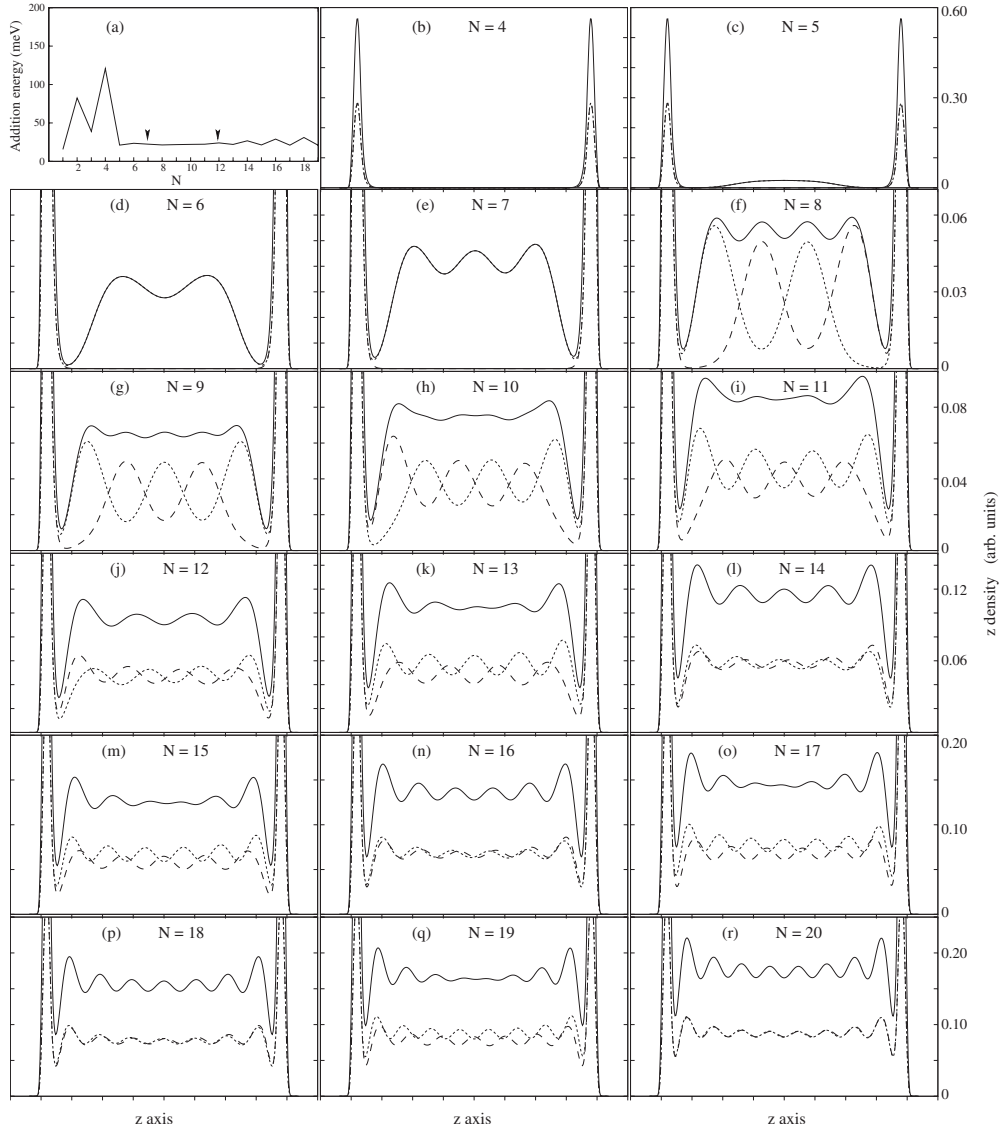 200
150
100
50
0
Addition energy (meV)
(a)
2 4 6 8 10 12 14 16 18
N
(b) N = 4
(c) N = 5
0.60
0.30
0
(d) N = 6
(e) N = 7
(f) N = 8
0.06
0.03
0
(g) N = 9
(h) N = 10
(i) N = 11
0.08
0.04
0
(j) N = 12
(k) N = 13
(l) N = 14
0.12
0.06
0
z density (arb. units)
(m) N = 15
(n) N = 16
(o) N = 17
0.20
0.10
0
(p) N = 18
(q) N = 19
(r) N = 20
0.20
0.10
0
z axis
z axis
z axis